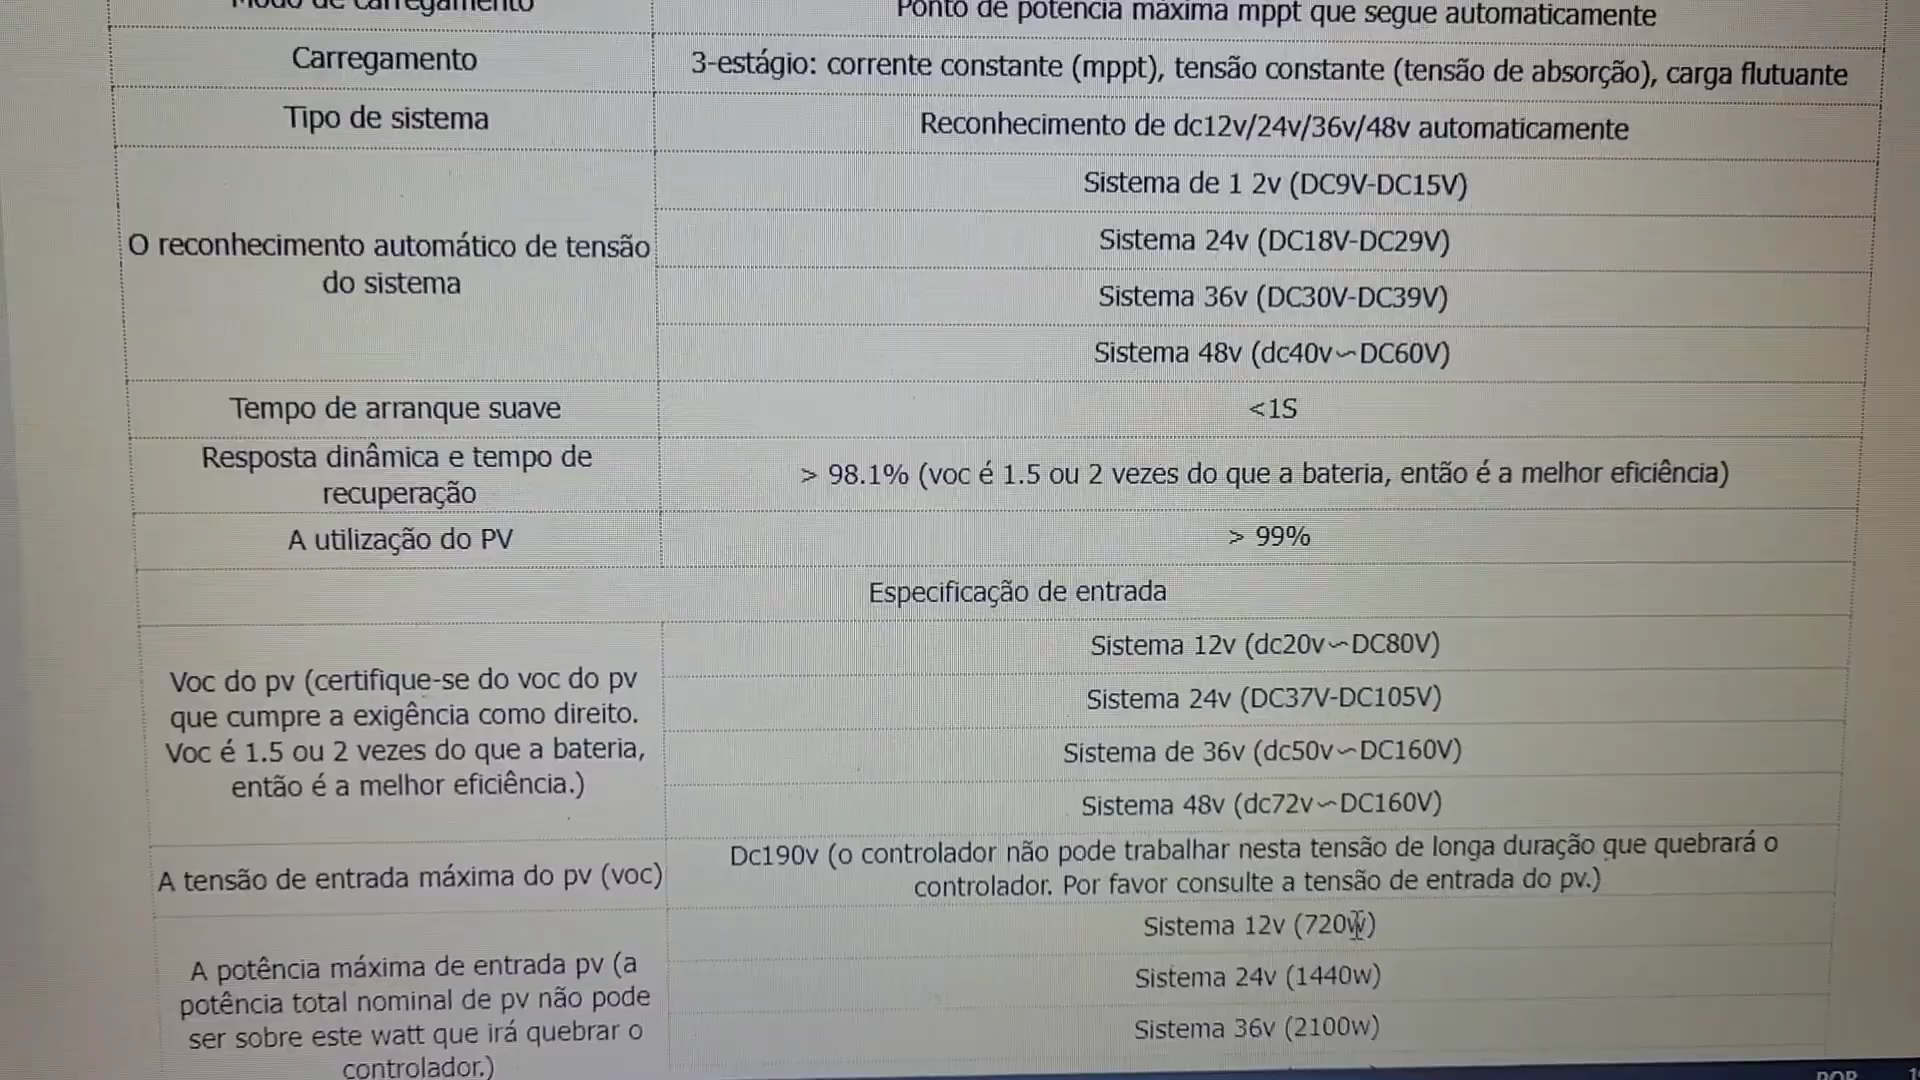 Modo de carregamento
Ponto de potência máxima mppt que segue automaticamente
Carregamento
3-estágio: corrente constante (mppt), tensão constante (tensão de absorção), carga flutuante
Tipo de sistema
Reconhecimento de dc12v/24v/36v/48v automaticamente
O reconhecimento automático de tensão
do sistema
Sistema de 1 2v (DC9V-DC15V)
Sistema 24v (DC18V-DC29V)
Sistema 36v (DC30V-DC39V)
Sistema 48v (dc40v∽DC60V)
Tempo de arranque suave
<1S
Resposta dinâmica e tempo de
recuperação
> 98.1% (voc é 1.5 ou 2 vezes do que a bateria, então é a melhor eficiência)
A utilização do PV
> 99%
Especificação de entrada
Voc do pv (certifique-se do voc do pv
que cumpre a exigência como direito.
Voc é 1.5 ou 2 vezes do que a bateria,
então é a melhor eficiência.)
Sistema 12v (dc20v∽DC80V)
Sistema 24v (DC37V-DC105V)
Sistema de 36v (dc50v∽DC160V)
Sistema 48v (dc72v∽DC160V)
A tensão de entrada máxima do pv (voc)
Dc190v (o controlador não pode trabalhar nesta tensão de longa duração que quebrará o
controlador. Por favor consulte a tensão de entrada do pv.)
A potência máxima de entrada pv (a
potência total nominal de pv não pode
ser sobre este watt que irá quebrar o
controlador.)
Sistema 12v (720w)
Sistema 24v (1440w)
Sistema 36v (2100w)
POR